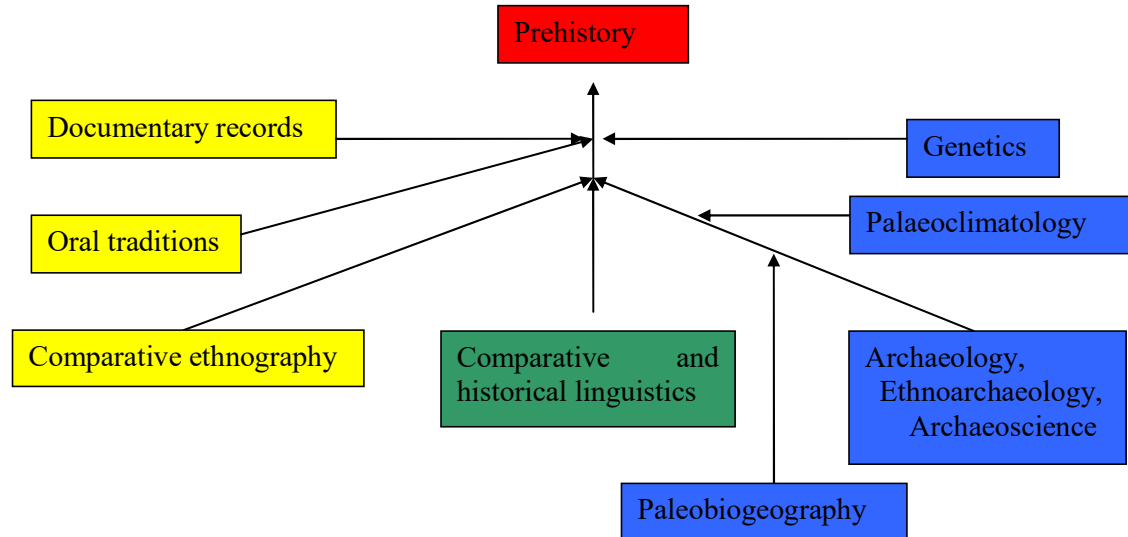 Prehistory
Documentary records
Genetics
Palaeoclimatology
Oral traditions
Comparative ethnography
Comparative and
historical linguistics
Archaeology,
Ethnoarchaeology,
Archaeoscience
Paleobiogeography